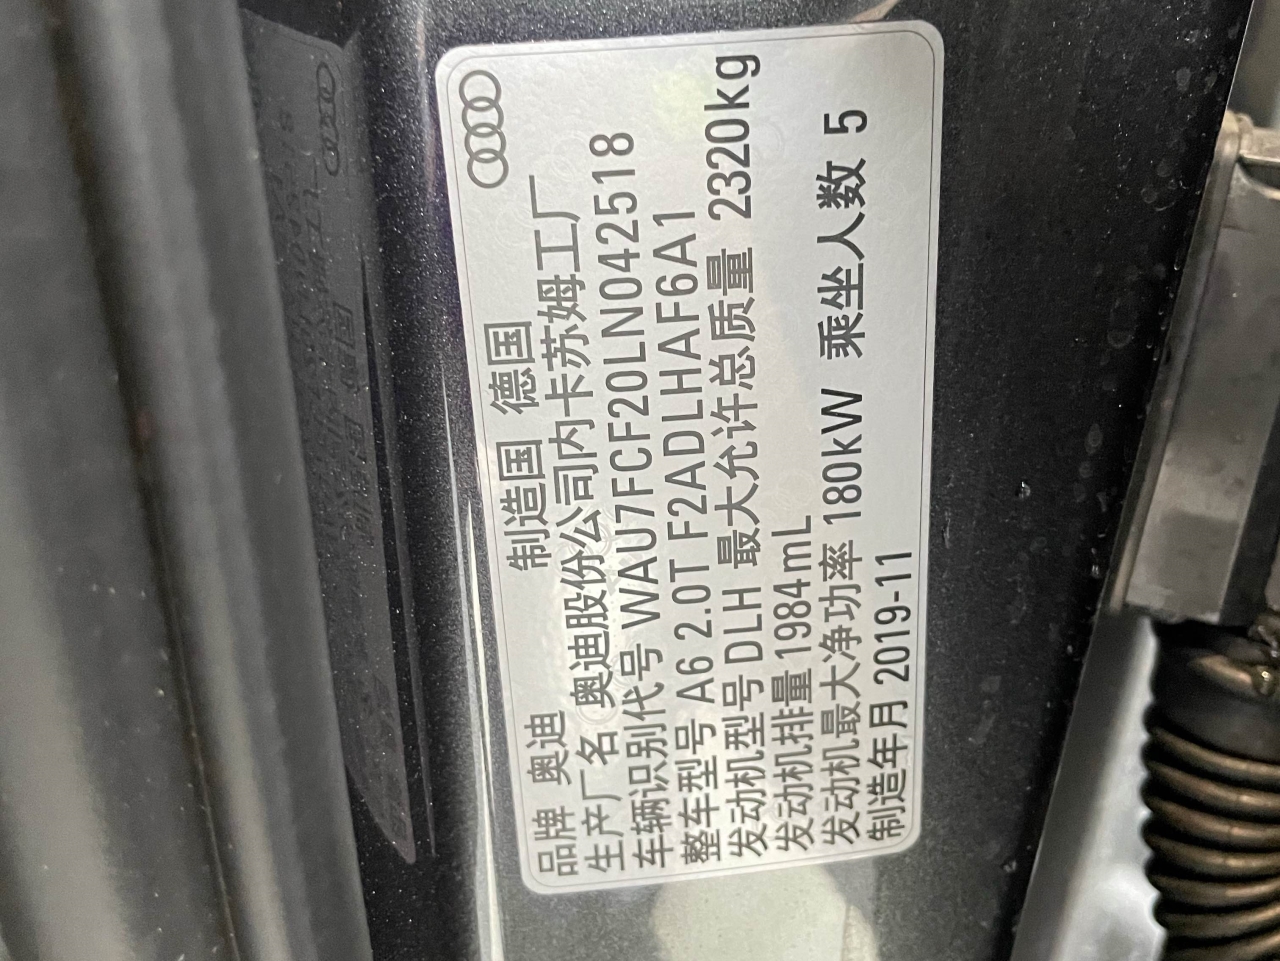 品牌 奥迪 制造国 德国
生产厂名 奥迪股份公司内卡苏姆工厂
车辆识别代号 WAU7FCF20LN042518
整车型号 A6 2.0T F2ADLHAF6A1
发动机型号 DLH 最大允许总质量 2320kg
发动机排量 1984mL
发动机最大净功率 180kW 乘坐人数 5
制造年月 2019-11